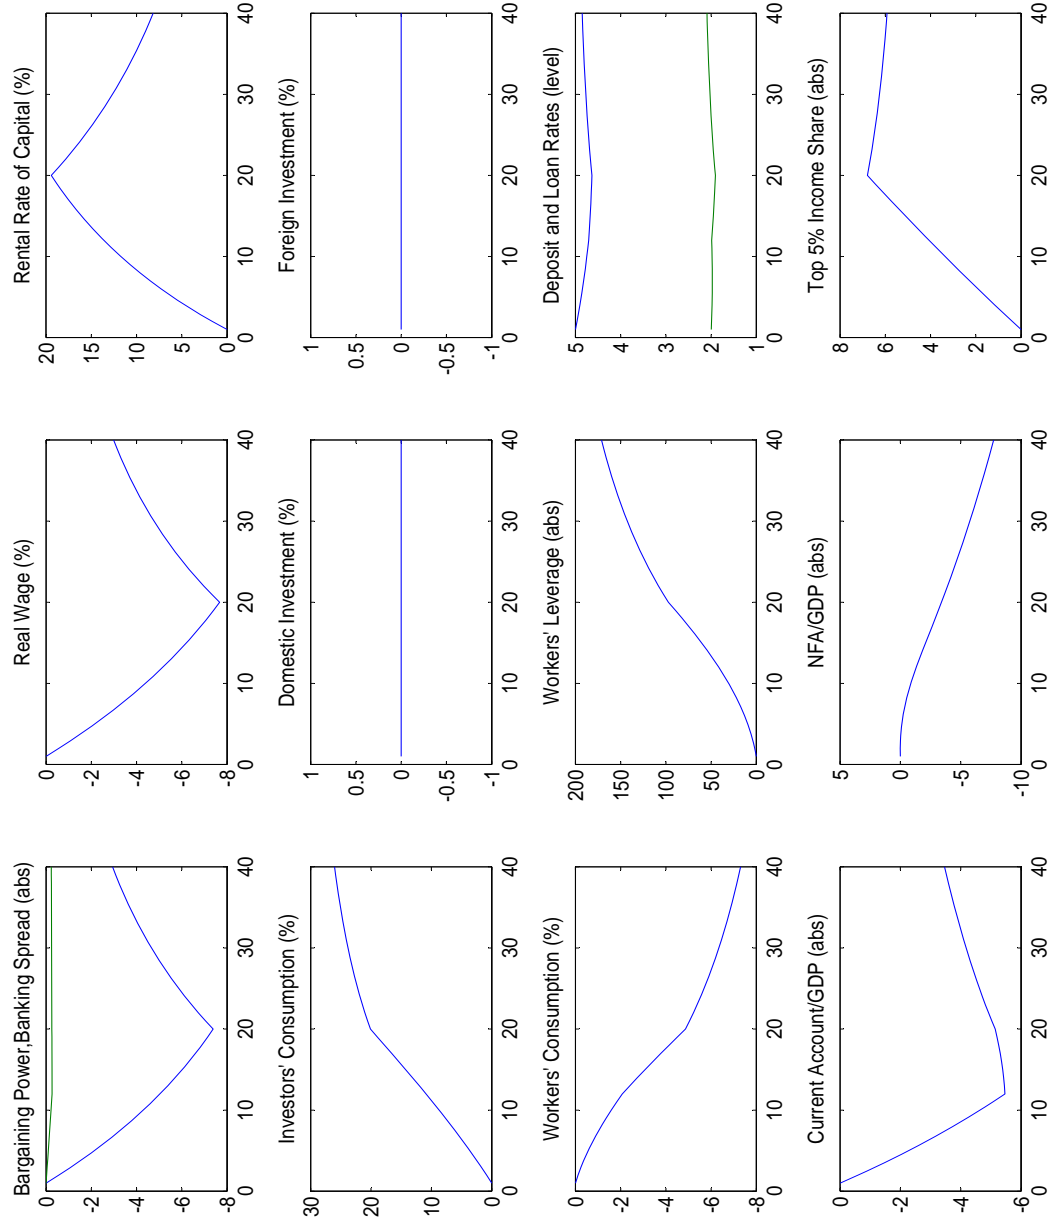 Bargaining Power,Banking Spread (abs)
0
-2
-4
-6
-8
0 10 20 30 40
Real Wage (%)
0
-2
-4
-6
-8
0 10 20 30 40
Rental Rate of Capital (%)
20
15
10
5
0
0 10 20 30 40
Investors' Consumption (%)
30
20
10
0
0 10 20 30 40
Domestic Investment (%)
1
0.5
0
-0.5
-1
0 10 20 30 40
Foreign Investment (%)
1
0.5
0
-0.5
-1
0 10 20 30 40
Workers' Consumption (%)
0
-2
-4
-6
-8
0 10 20 30 40
Workers' Leverage (abs)
200
150
100
50
0
0 10 20 30 40
Deposit and Loan Rates (level)
5
4
3
2
1
0 10 20 30 40
Current Account/GDP (abs)
0
-2
-4
-6
0 10 20 30 40
NFA/GDP (abs)
5
0
-5
-10
0 10 20 30 40
Top 5% Income Share (abs)
8
6
4
2
0
0 10 20 30 40